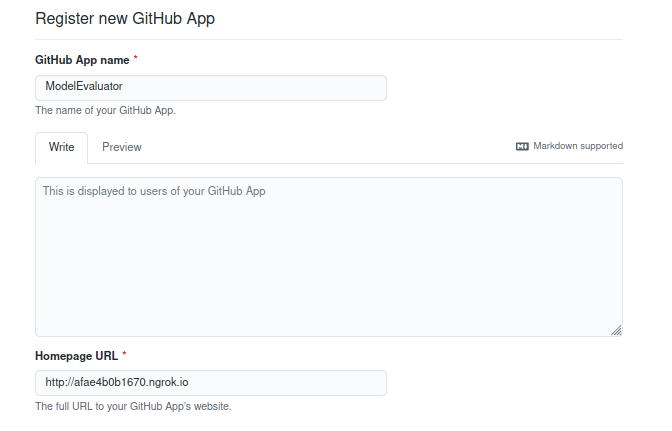 Register new GitHub App
GitHub App name *
ModelEvaluator
The name of your GitHub App.
Write Preview Markdown supported
This is displayed to users of your GitHub App
Homepage URL *
http://afae4b0b1670.ngrok.io
The full URL to your GitHub App's website.